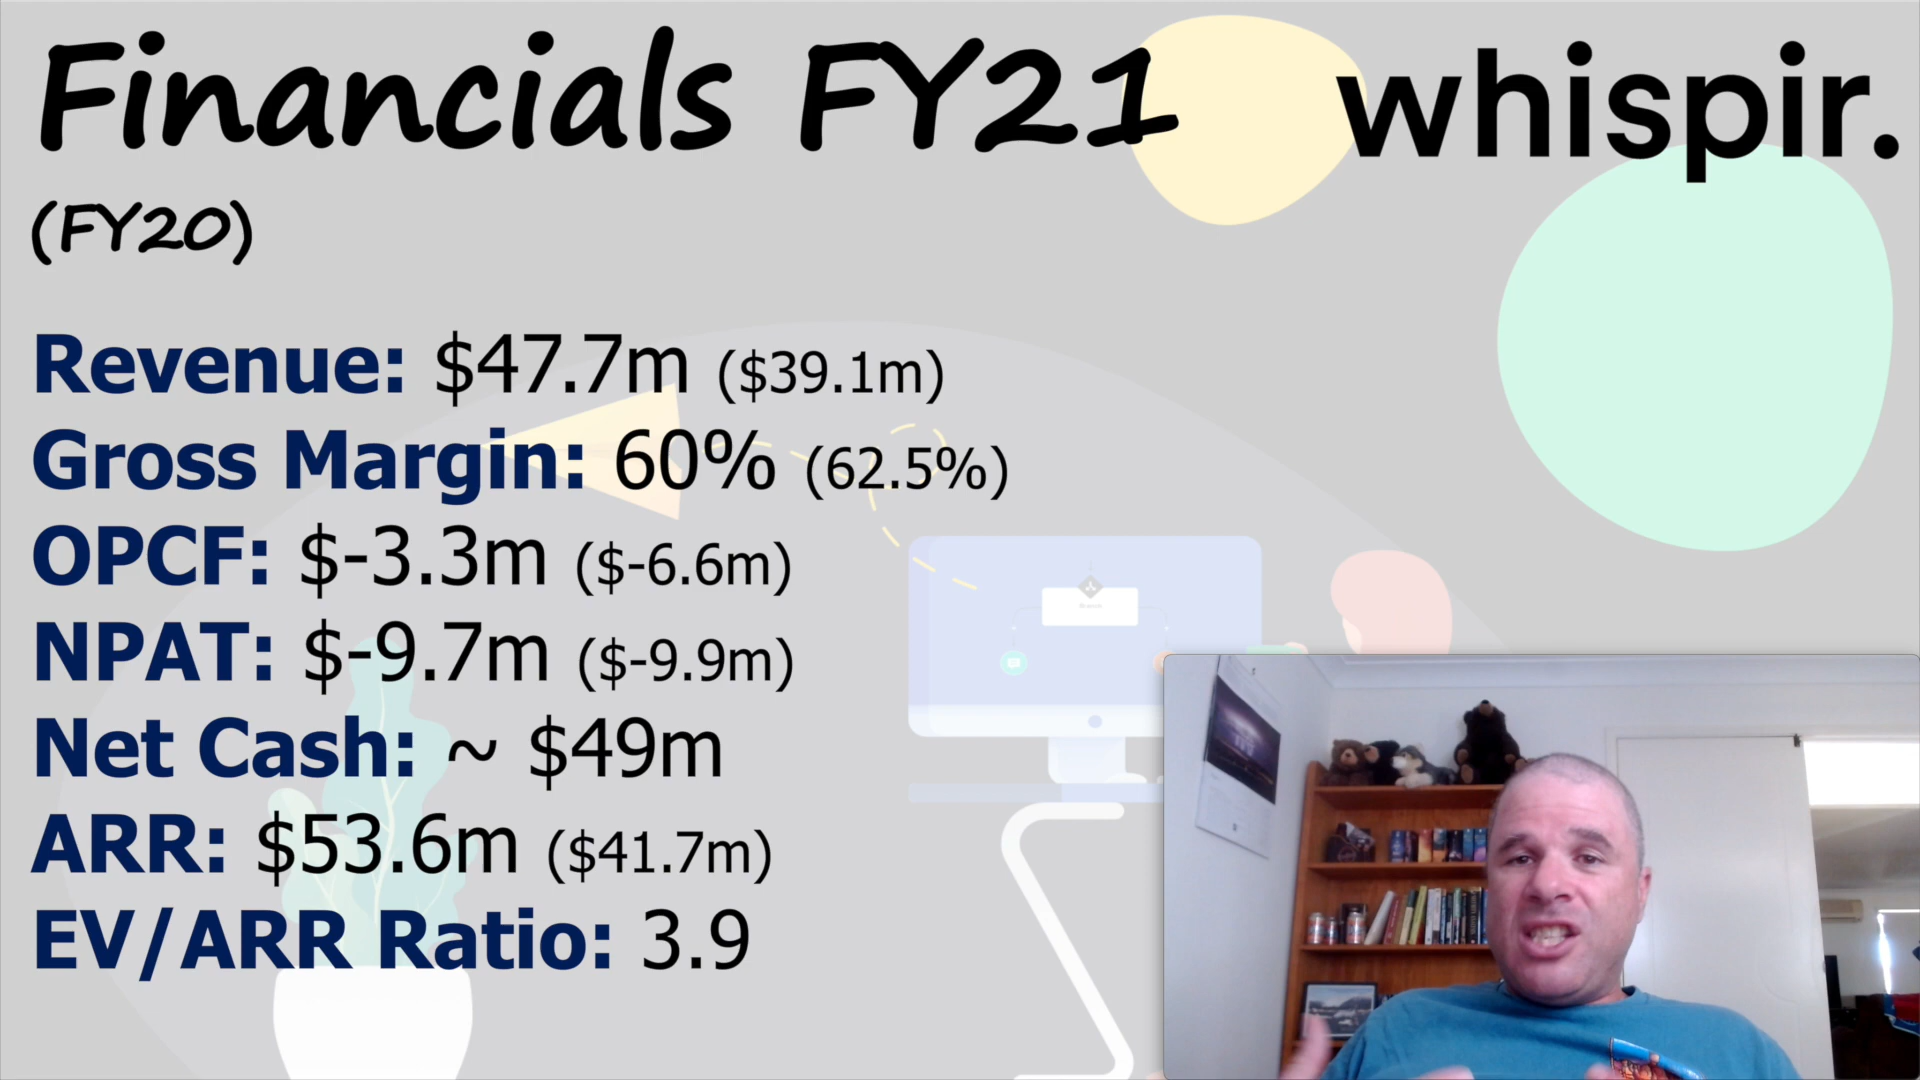 Financials FY21
whispir.
(FY20)
Revenue: $47.7m ($39.1m)
Gross Margin: 60% (62.5%)
OPCF: $-3.3m ($-6.6m)
NPAT: $-9.7m ($-9.9m)
Net Cash: ~ $49m
ARR: $53.6m ($41.7m)
EV/ARR Ratio: 3.9